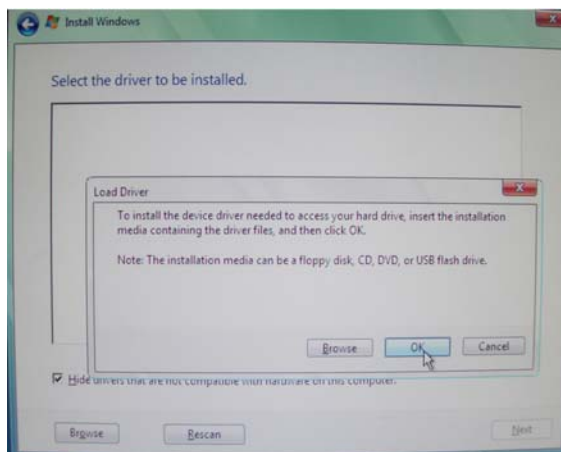 Install Windows
Select the driver to be installed.
Load Driver
To install the device driver needed to access your hard drive, insert the installation
media containing the driver files, and then click OK.
Note: The installation media can be a floppy disk, CD, DVD, or USB flash drive.
Browse
OK
Cancel
Hide drivers that are not compatible with hardware on this computer.
Browse
Rescan
Next